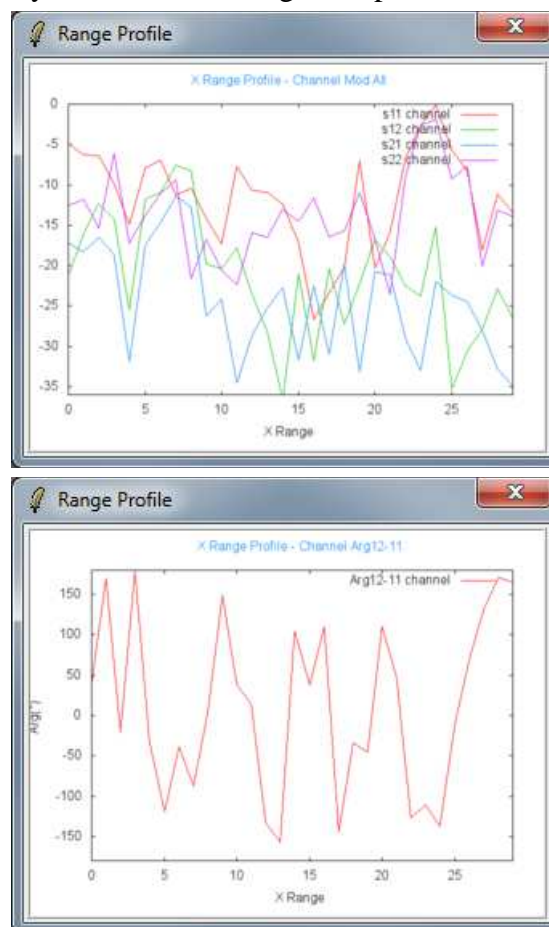 Range Profile
X
X Range Profile - Channel Mod All
s11 channel
s12 channel
s21 channel
s22 channel
0
-5
-10
-15
-20
-25
-30
-35
0 5 10 15 20 25
X Range
Range Profile
X
X Range Profile - Channel Arg12-11
Arg12-11 channel
150
100
50
0
-50
-100
-150
Arg(°)
0 5 10 15 20 25
X Range